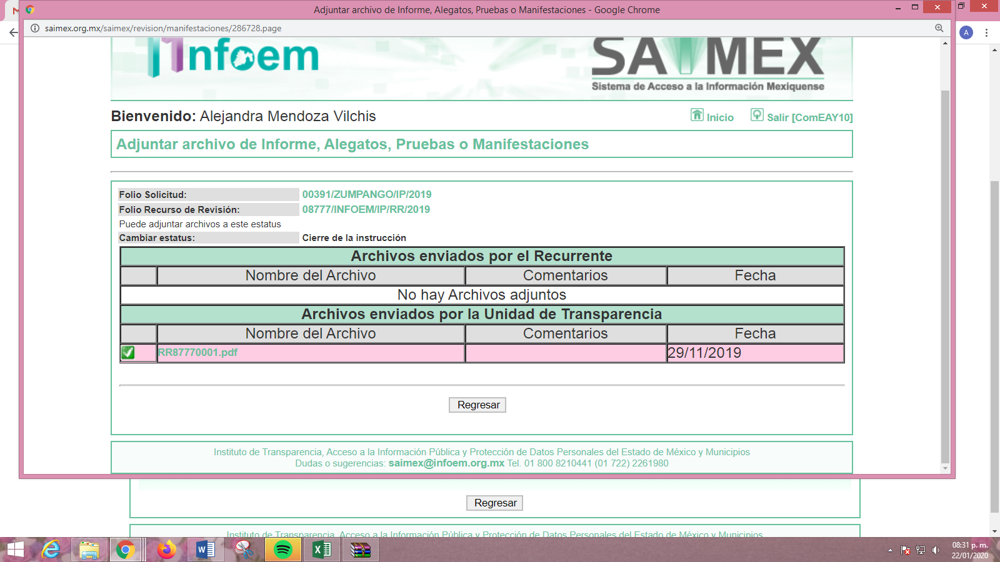 Adjuntar archivo de Informe, Alegatos, Pruebas o Manifestaciones - Google Chrome
saimex.org.mx/saimex/revision/manifestaciones/286728.page
A
Infoem
SAIMEX
Sistema de Acceso a la Información Mexiquense
Bienvenido: Alejandra Mendoza Vilchis
Inicio
Salir [ComEAY10]
Adjuntar archivo de Informe, Alegatos, Pruebas o Manifestaciones
Folio Solicitud: 00391/ZUMPANGO/IP/2019
Folio Recurso de Revisión: 08777/INFOEM/IP/RR/2019
Puede adjuntar archivos a este estatus
Cambiar estatus: Cierre de la instrucción
Archivos enviados por el Recurrente
Nombre del Archivo Comentarios Fecha
No hay Archivos adjuntos
Archivos enviados por la Unidad de Transparencia
Nombre del Archivo Comentarios Fecha
RR87770001.pdf 29/11/2019
Regresar
Instituto de Transparencia, Acceso a la Información Pública y Protección de Datos Personales del Estado de México y Municipios
Dudas o sugerencias: saimex@infoem.org.mx Tel. 01 800 8210441 (01 722) 2261980
Regresar
Instituto de Transparencia, Acceso a la Información Pública y Protección de Datos Personales del Estado de México y Municipios
08:31 p. m.
22/01/2020